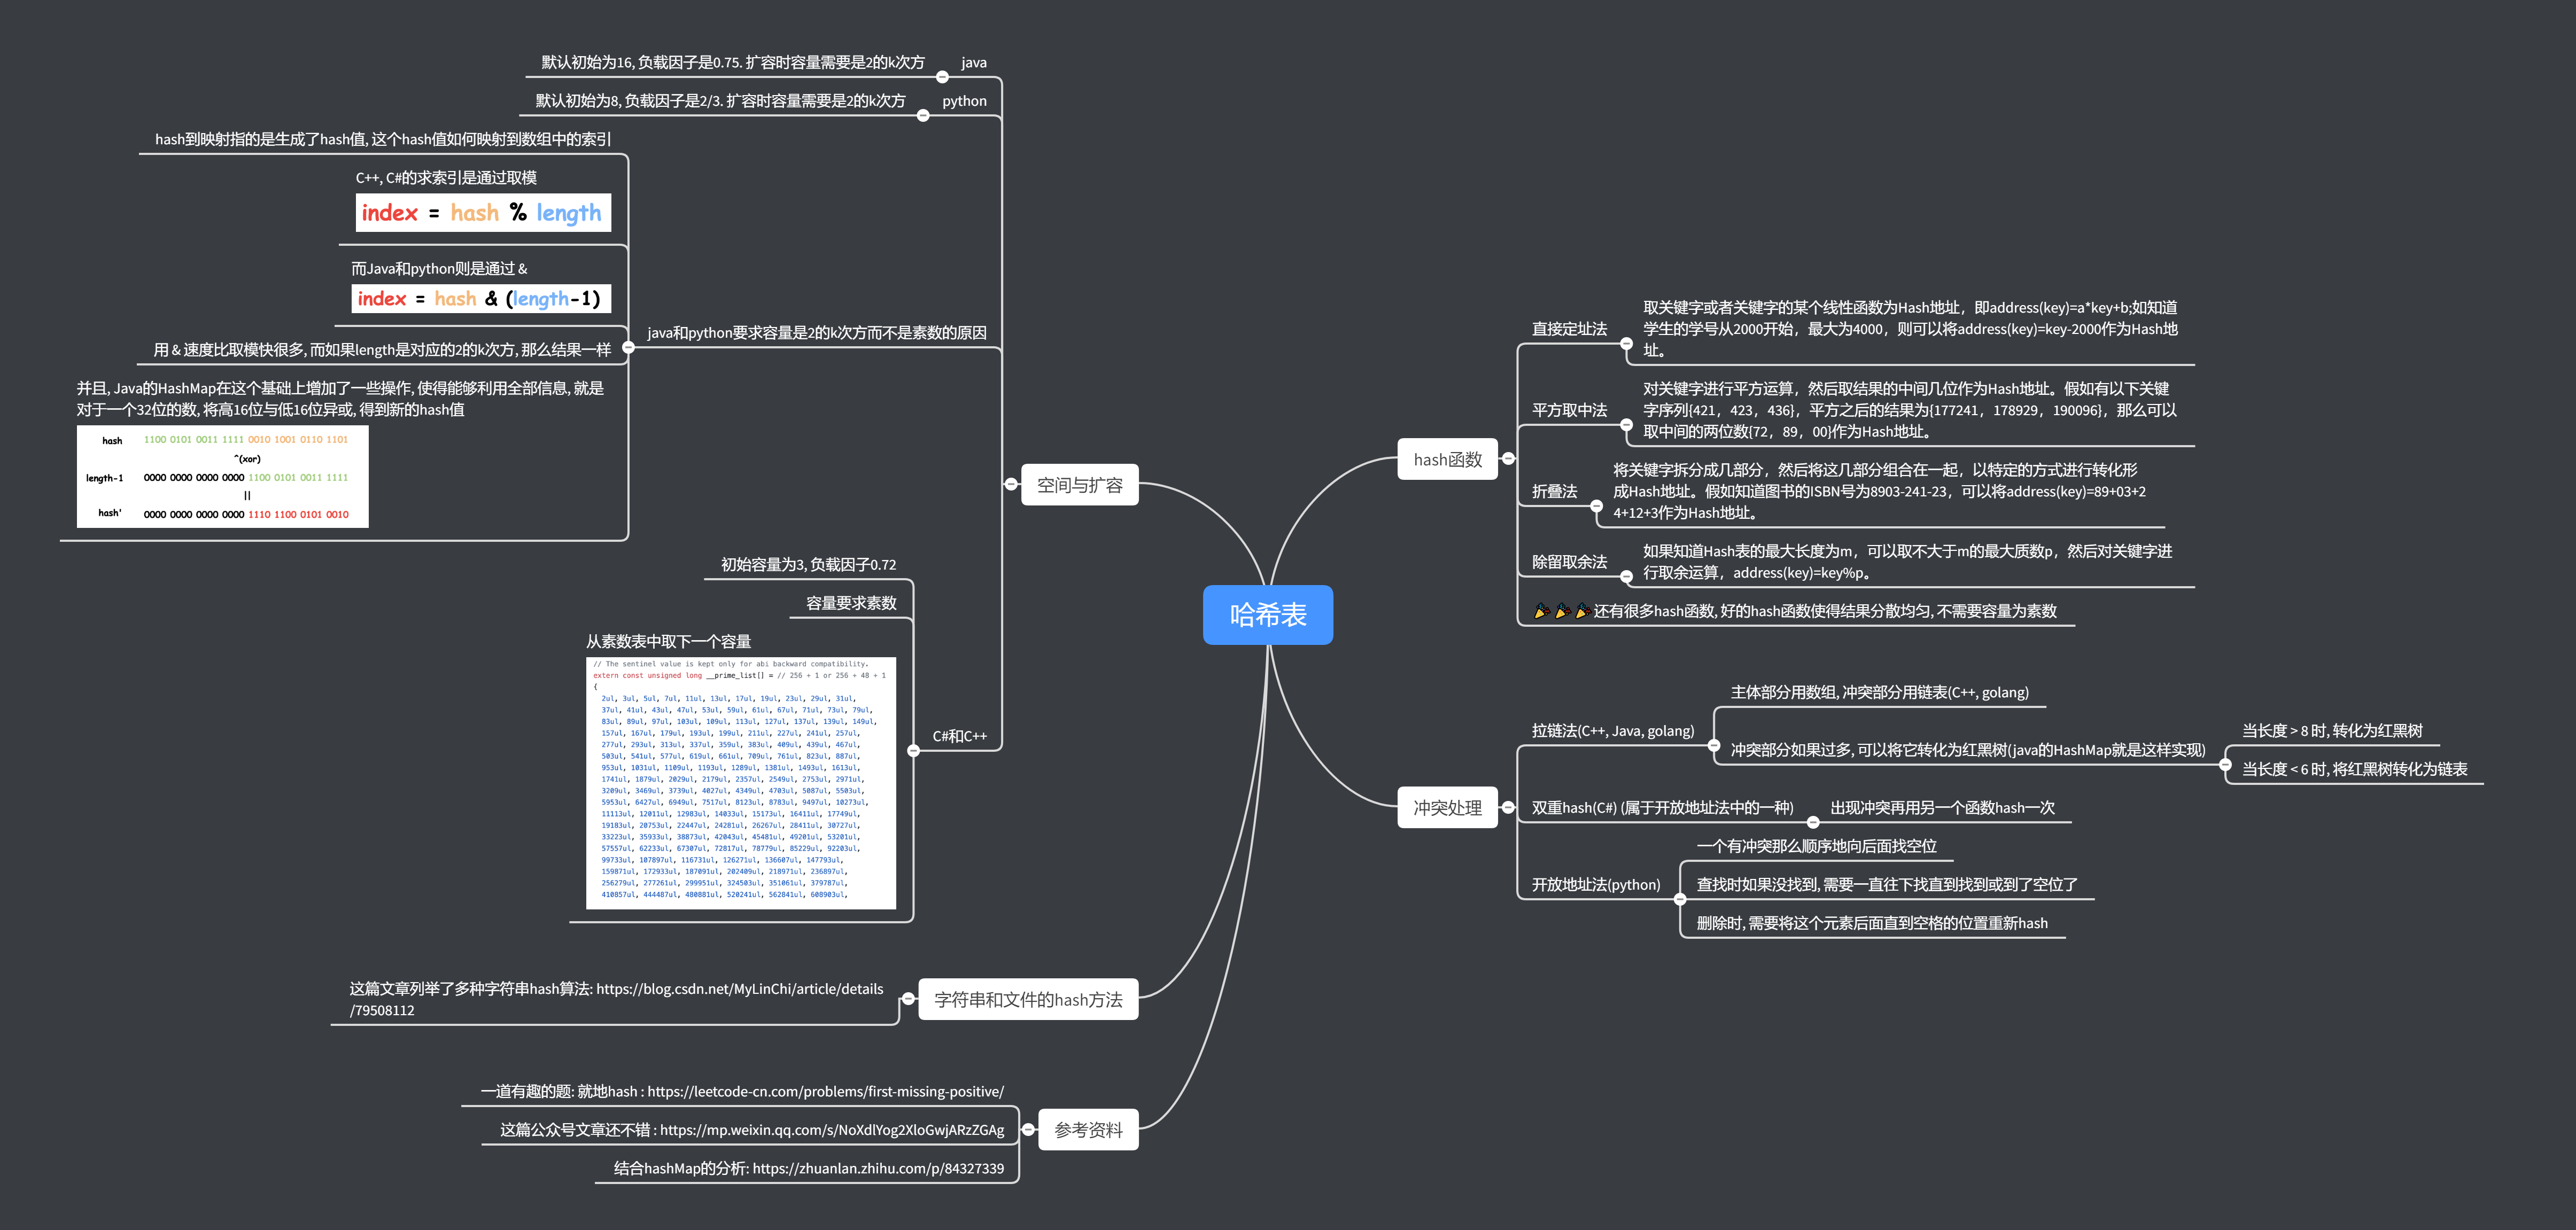 哈希表
hash函数
直接定址法
取关键字或者关键字的某个线性函数为Hash地址，即address(key)=a*key+b;如知道
学生的学号从2000开始，最大为4000，则可以将address(key)=key-2000作为Hash地
址。
平方取中法
对关键字进行平方运算，然后取结果的中间几位作为Hash地址。假如有以下关键
字序列{421，423，436}，平方之后的结果为{177241，178929，190096}，那么可以
取中间的两位数{72，89，00}作为Hash地址。
折叠法
将关键字拆分成几部分，然后将这几部分组合在一起，以特定的方式进行转化形
成Hash地址。假如知道图书的ISBN号为8903-241-23，可以将address(key)=89+03+2
4+12+3作为Hash地址。
除留取余法
如果知道Hash表的最大长度为m，可以取不大于m的最大质数p，然后对关键字进
行取余运算，address(key)=key%p。
🎉🎉🎉还有很多hash函数, 好的hash函数使得结果分散均匀, 不需要容量为素数
冲突处理
拉链法(C++, Java, golang)
主体部分用数组, 冲突部分用链表(C++, golang)
冲突部分如果过多, 可以将它转化为红黑树(java的HashMap就是这样实现)
当长度 > 8 时, 转化为红黑树
当长度 < 6 时, 将红黑树转化为链表
双重hash(C#) (属于开放地址法中的一种)
出现冲突再用另一个函数hash一次
开放地址法(python)
一个有冲突那么顺序地向后面找空位
查找时如果没找到, 需要一直往下找直到找到或到了空位了
删除时, 需要将这个元素后面直到空格的位置重新hash
空间与扩容
java
默认初始为16, 负载因子是0.75. 扩容时容量需要是2的k次方
python
默认初始为8, 负载因子是2/3. 扩容时容量需要是2的k次方
java和python要求容量是2的k次方而不是素数的原因
hash到映射指的是生成了hash值, 这个hash值如何映射到数组中的索引
C++, C#的求索引是通过取模
index = hash % length
而Java和python则是通过 &
index = hash & (length-1)
用 & 速度比取模快很多, 而如果length是对应的2的k次方, 那么结果一样
并且, Java的HashMap在这个基础上增加了一些操作, 使得能够利用全部信息, 就是
对于一个32位的数, 将高16位与低16位异或, 得到新的hash值
hash 1100 0101 0011 1111 0010 1001 0110 1101
^(xor)
length-1 0000 0000 0000 0000 1100 0101 0011 1111
||
hash' 0000 0000 0000 0000 1110 1100 0101 0010
C#和C++
初始容量为3, 负载因子0.72
容量要求素数
从素数表中取下一个容量
// The sentinel value is kept only for abi backward compatibility.
extern const unsigned long __prime_list[] = // 256 + 1 or 256 + 48 + 1
{
2ul, 3ul, 5ul, 7ul, 11ul, 13ul, 17ul, 19ul, 23ul, 29ul, 31ul,
37ul, 41ul, 43ul, 47ul, 53ul, 59ul, 61ul, 67ul, 71ul, 73ul, 79ul,
83ul, 89ul, 97ul, 103ul, 109ul, 113ul, 127ul, 137ul, 139ul, 149ul,
157ul, 167ul, 179ul, 193ul, 199ul, 211ul, 227ul, 241ul, 257ul,
277ul, 293ul, 313ul, 337ul, 359ul, 383ul, 409ul, 439ul, 467ul,
503ul, 541ul, 577ul, 619ul, 661ul, 709ul, 761ul, 823ul, 887ul,
953ul, 1031ul, 1109ul, 1193ul, 1289ul, 1381ul, 1493ul, 1613ul,
1741ul, 1879ul, 2029ul, 2179ul, 2357ul, 2549ul, 2753ul, 2971ul,
3209ul, 3469ul, 3739ul, 4027ul, 4349ul, 4703ul, 5087ul, 5503ul,
5953ul, 6427ul, 6949ul, 7517ul, 8123ul, 8783ul, 9497ul, 10273ul,
11113ul, 12011ul, 12983ul, 14033ul, 15173ul, 16411ul, 17749ul,
19183ul, 20753ul, 22447ul, 24281ul, 26267ul, 28411ul, 30727ul,
33223ul, 35933ul, 38873ul, 42043ul, 45481ul, 49201ul, 53201ul,
57557ul, 62233ul, 67307ul, 72817ul, 78779ul, 85229ul, 92203ul,
99733ul, 107897ul, 116731ul, 126271ul, 136607ul, 147793ul,
159871ul, 172933ul, 187091ul, 202409ul, 218971ul, 236897ul,
256279ul, 277261ul, 299951ul, 324503ul, 351061ul, 379787ul,
410857ul, 444487ul, 480881ul, 520241ul, 562841ul, 608903ul,
字符串和文件的hash方法
这篇文章列举了多种字符串hash算法: https://blog.csdn.net/MyLinChi/article/details
/79508112
参考资料
一道有趣的题: 就地hash : https://leetcode-cn.com/problems/first-missing-positive/
这篇公众号文章还不错 : https://mp.weixin.qq.com/s/NoXdlYog2XloGwjARzZGAg
结合hashMap的分析: https://zhuanlan.zhihu.com/p/84327339